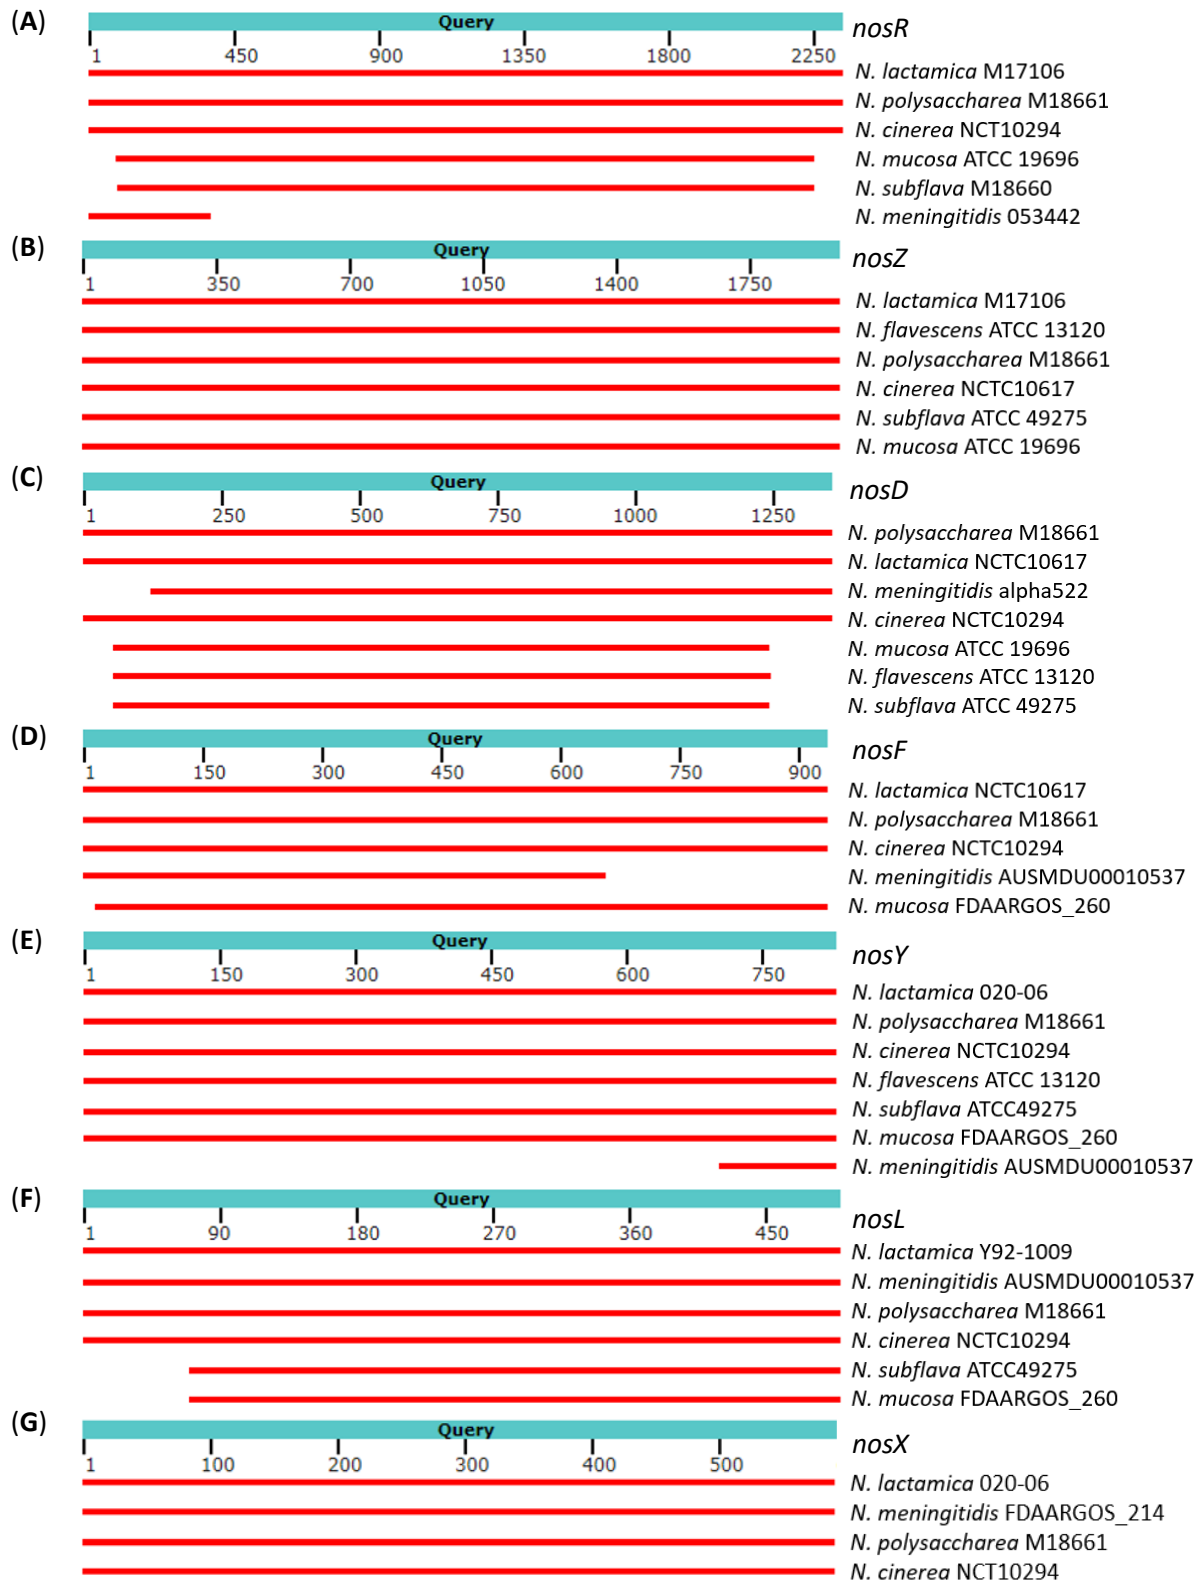 (A) Query nosR
1 450 900 1350 1800 2250
N. lactamica M17106
N. polysaccharea M18661
N. cinerea NCT10294
N. mucosa ATCC 19696
N. subflava M18660
N. meningitidis 053442
(B) Query nosZ
1 350 700 1050 1400 1750
N. lactamica M17106
N. flavescens ATCC 13120
N. polysaccharea M18661
N. cinerea NCTC10617
N. subflava ATCC 49275
N. mucosa ATCC 19696
(C) Query nosD
1 250 500 750 1000 1250
N. polysaccharea M18661
N. lactamica NCTC10617
N. meningitidis alpha522
N. cinerea NCTC10294
N. mucosa ATCC 19696
N. flavescens ATCC 13120
N. subflava ATCC 49275
(D) Query nosF
1 150 300 450 600 750 900
N. lactamica NCTC10617
N. polysaccharea M18661
N. cinerea NCTC10294
N. meningitidis AUSMDU00010537
N. mucosa FDAARGOS_260
(E) Query nosY
1 150 300 450 600 750
N. lactamica 020-06
N. polysaccharea M18661
N. cinerea NCTC10294
N. flavescens ATCC 13120
N. subflava ATCC49275
N. mucosa FDAARGOS_260
N. meningitidis AUSMDU00010537
(F) Query nosL
1 90 180 270 360 450
N. lactamica Y92-1009
N. meningitidis AUSMDU00010537
N. polysaccharea M18661
N. cinerea NCTC10294
N. subflava ATCC49275
N. mucosa FDAARGOS_260
(G) Query nosX
1 100 200 300 400 500
N. lactamica 020-06
N. meningitidis FDAARGOS_214
N. polysaccharea M18661
N. cinerea NCT10294